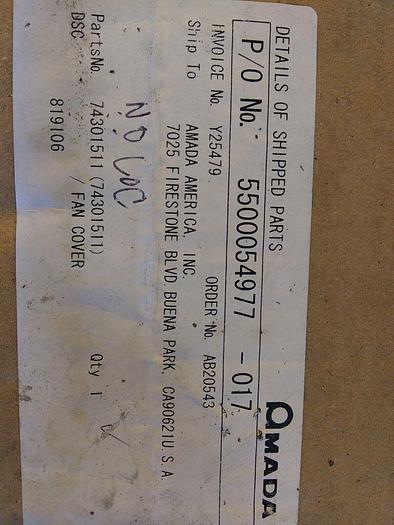 DETAILS OF SHIPPED PARTS
AMADA
P/O No. 5500054977 - 017
INVOICE No. Y25479 ORDER No. AB20543
Ship To AMADA AMERICA, INC.
7025 FIRESTONE BLVD. BUENA PARK. CA90621U.S.A.
NO LOC
PartsNo. 74301511 (74301511) Qty 1
DSC / FAN COVER
819106